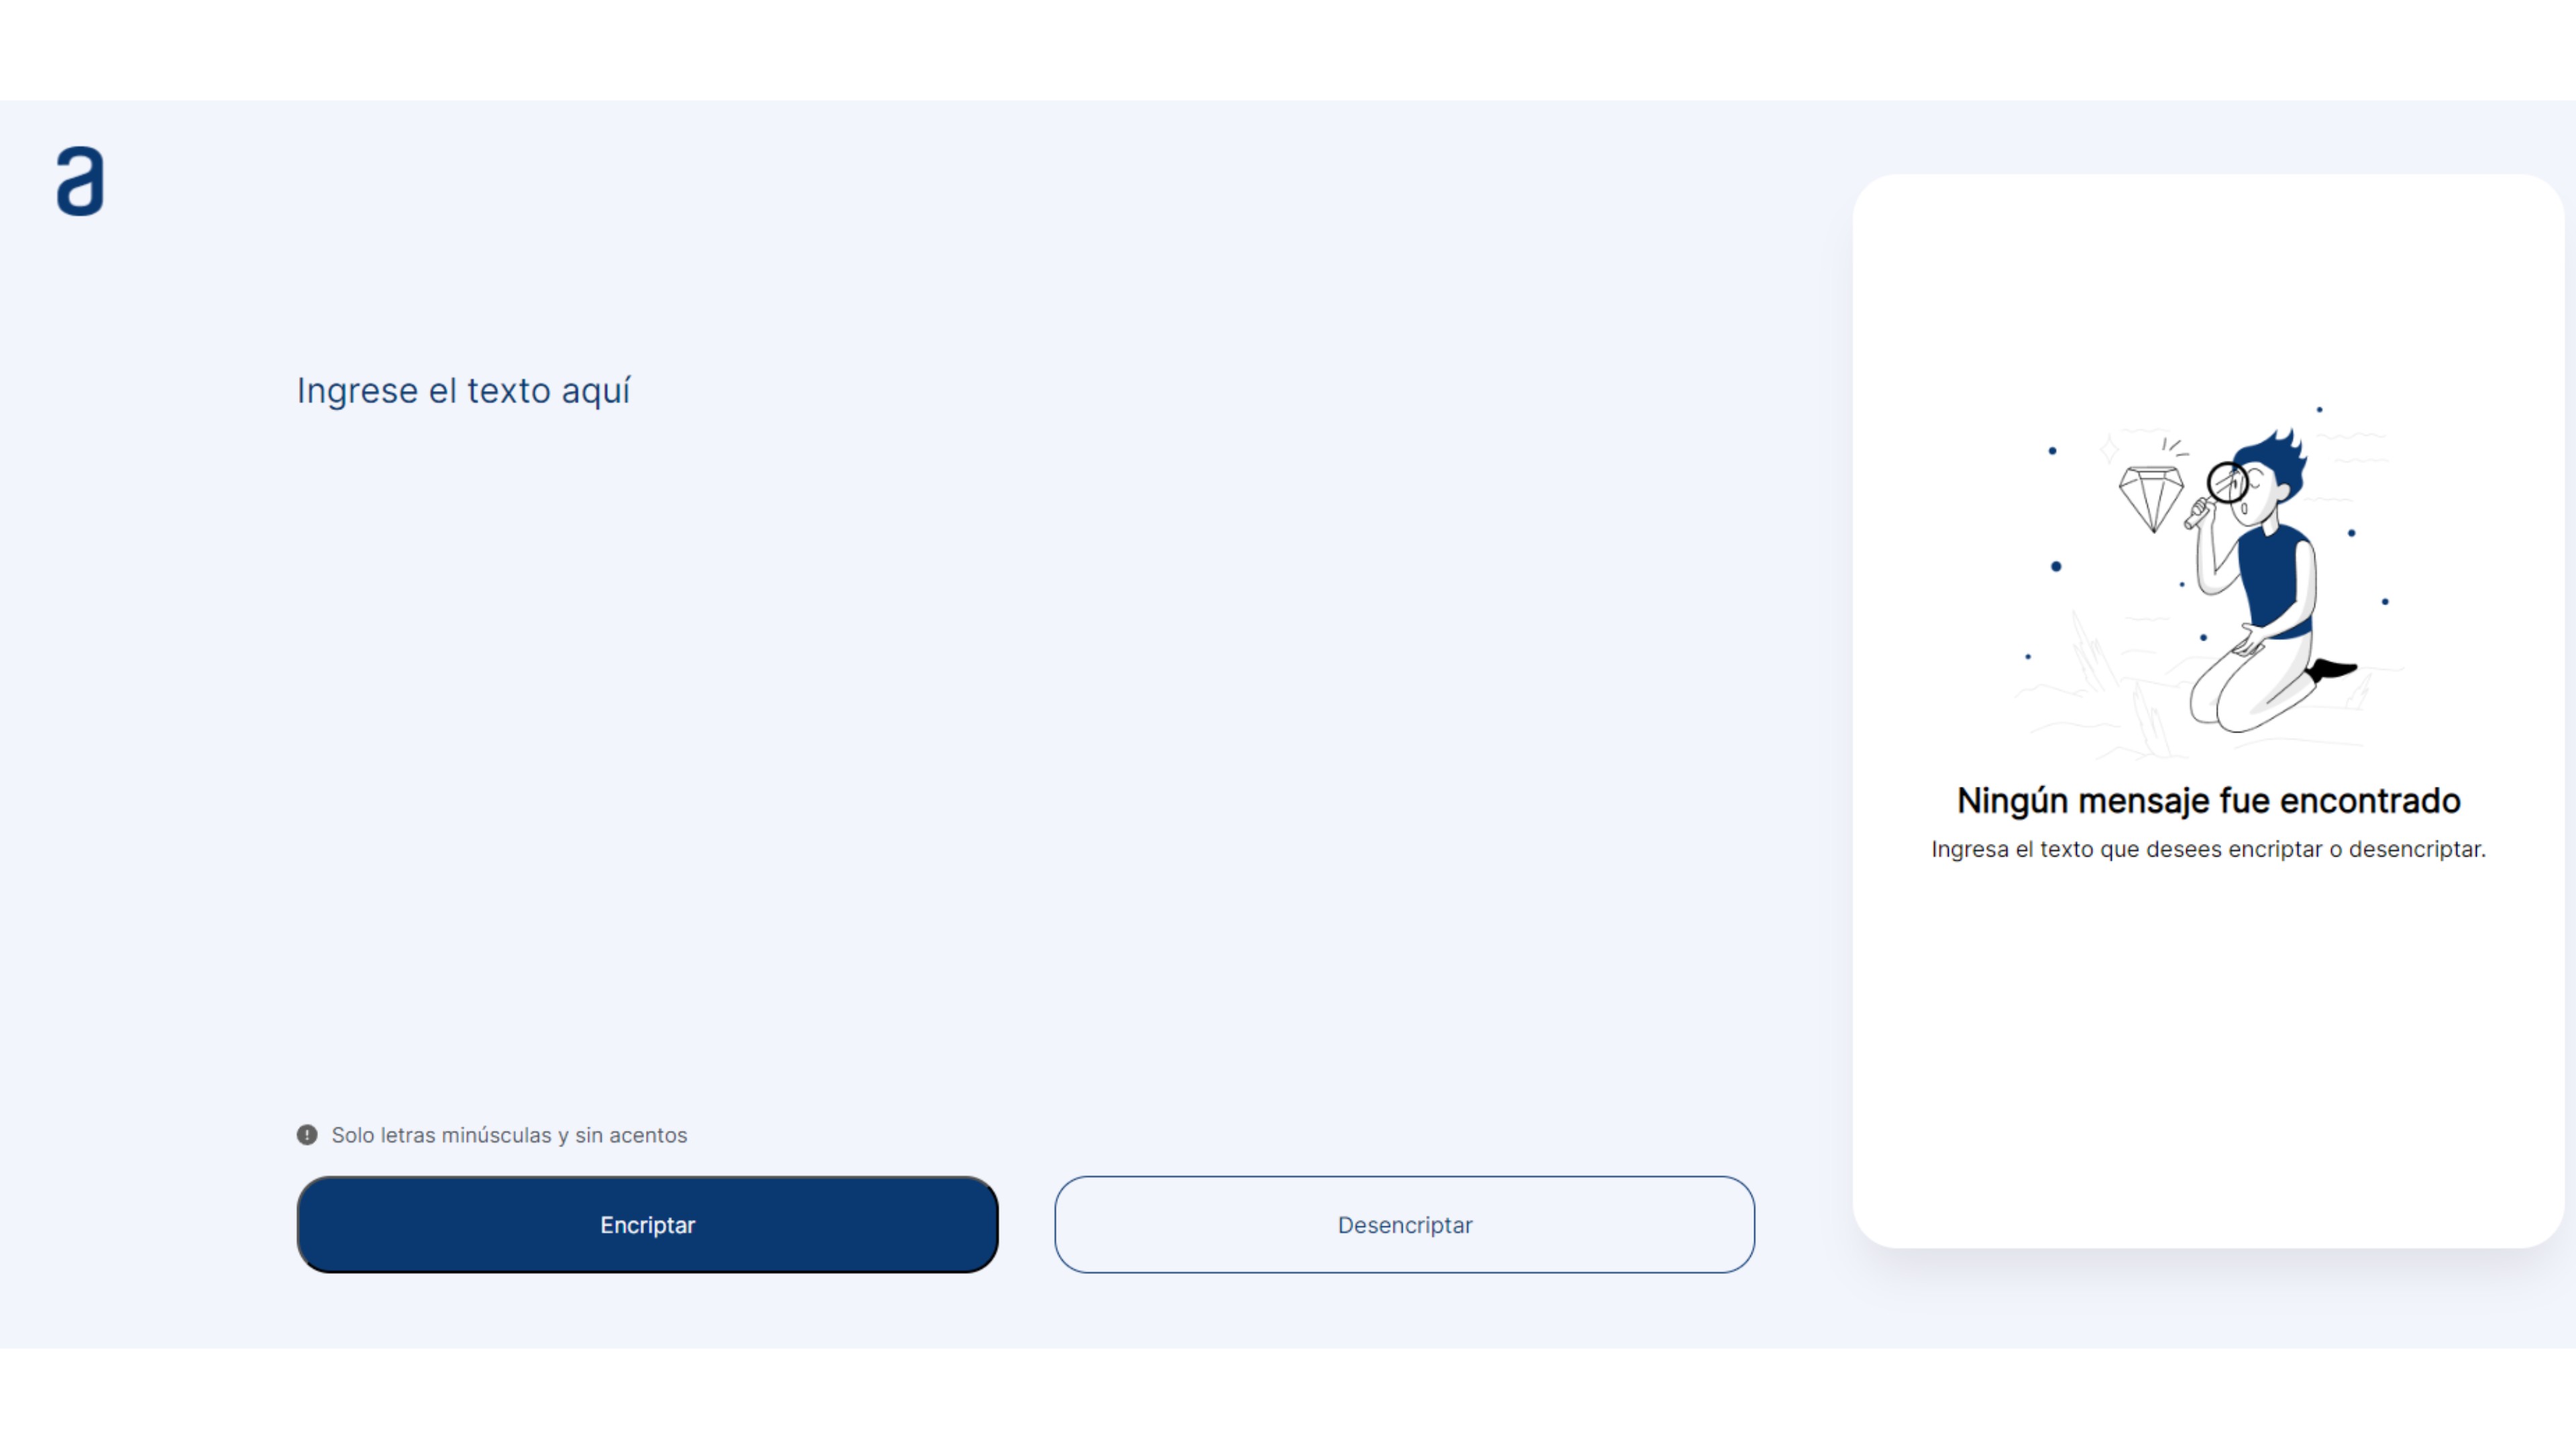 a
Ingrese el texto aquí
Solo letras minúsculas y sin acentos
Encriptar
Desencriptar
Ningún mensaje fue encontrado
Ingresa el texto que desees encriptar o desencriptar.